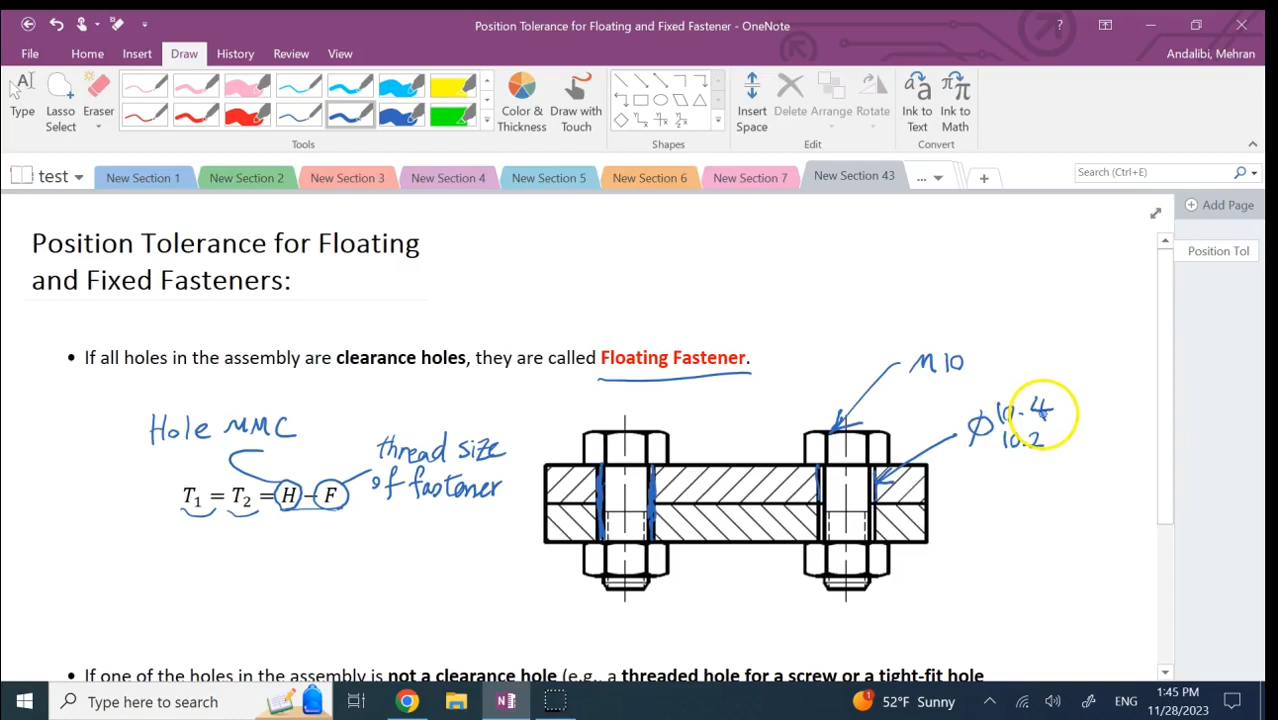 Position Tolerance for Floating and Fixed Fastener - OneNote
Andalibi, Mehran
File Home Insert Draw History Review View
Type
Lasso Select
Eraser
Color & Thickness
Draw with Touch
Insert Space
Delete
Arrange
Rotate
Ink to Text
Ink to Math
Tools
Shapes
Edit
Convert
test
New Section 1
New Section 2
New Section 3
New Section 4
New Section 5
New Section 6
New Section 7
New Section 43
...
Search (Ctrl+E)
Add Page
Position Tol
Position Tolerance for Floating
and Fixed Fasteners:
• If all holes in the assembly are clearance holes, they are called Floating Fastener.
M10
Hole MMC
thread size
of fastener
Ø 10.4
10.2
T₁ = T₂ = H − F
• If one of the holes in the assembly is not a clearance hole (e.g., a threaded hole for a screw or a tight-fit hole
Type here to search
52°F Sunny
ENG
1:45 PM
11/28/2023